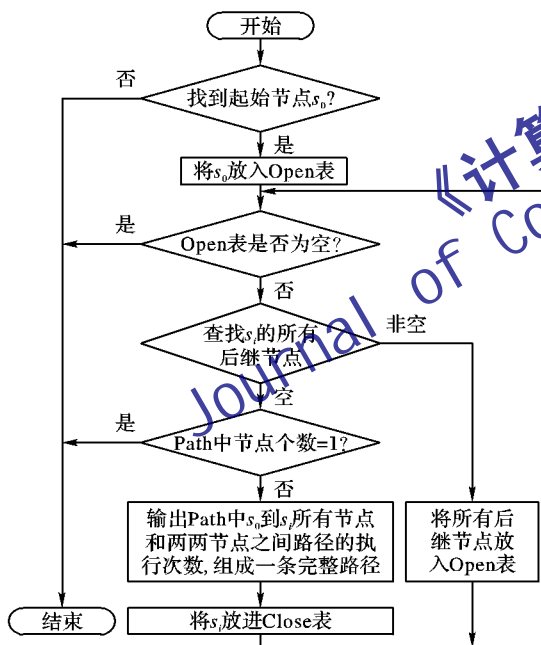 开始
否
找到起始节点s₀?
是
将s₀放入Open表
是
Open表是否为空?
否
查找sᵢ的所有
后继节点
非空
空
是
Path中节点个数=1?
否
输出Path中s₀到sᵢ所有节点
和两两节点之间路径的执
行次数,组成一条完整路径
将所有后
继节点放
入Open表
结束
将sᵢ放进Close表
《计算
Journal of Co